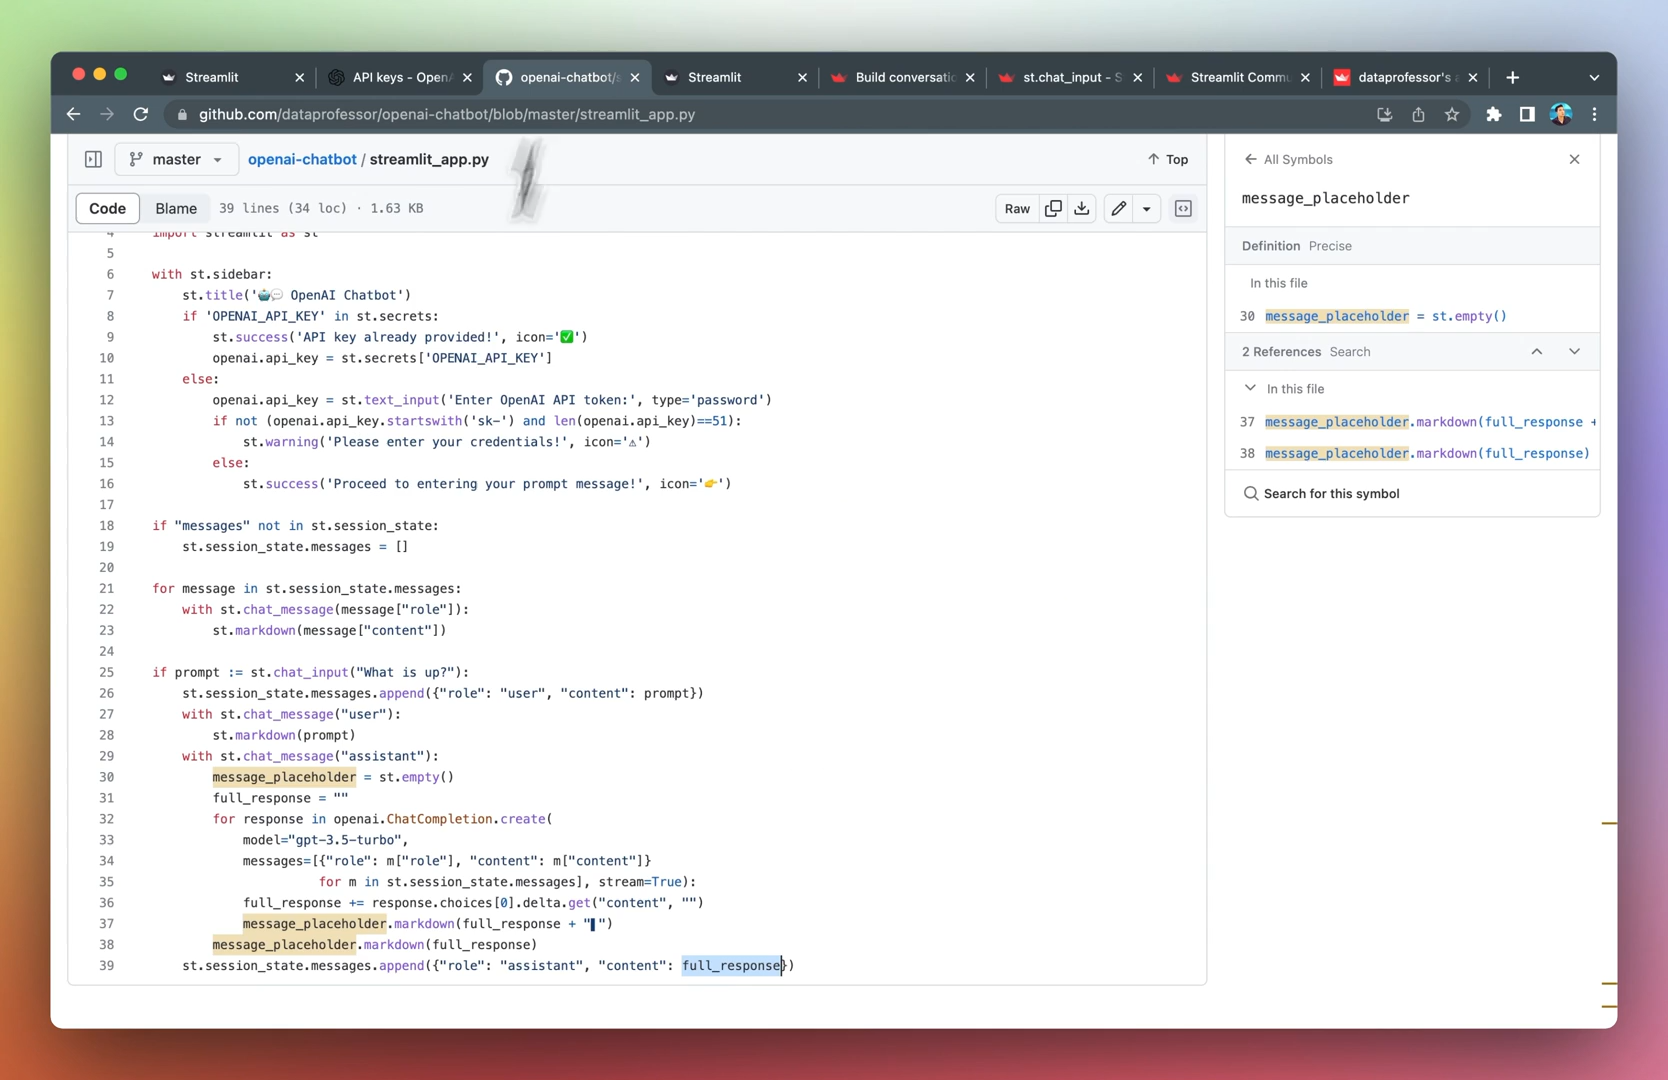 Streamlit
API keys - OpenA
openai-chatbot/s
Streamlit
Build conversatio
st.chat_input - S
Streamlit Commu
dataprofessor's a
github.com/dataprofessor/openai-chatbot/blob/master/streamlit_app.py
master
openai-chatbot / streamlit_app.py
Top
Code
Blame
39 lines (34 loc) · 1.63 KB
Raw
4 import streamlit as st
5
6 with st.sidebar:
7 st.title('🤖💬 OpenAI Chatbot')
8 if 'OPENAI_API_KEY' in st.secrets:
9 st.success('API key already provided!', icon='✅')
10 openai.api_key = st.secrets['OPENAI_API_KEY']
11 else:
12 openai.api_key = st.text_input('Enter OpenAI API token:', type='password')
13 if not (openai.api_key.startswith('sk-') and len(openai.api_key)==51):
14 st.warning('Please enter your credentials!', icon='⚠')
15 else:
16 st.success('Proceed to entering your prompt message!', icon='👉')
17
18 if "messages" not in st.session_state:
19 st.session_state.messages = []
20
21 for message in st.session_state.messages:
22 with st.chat_message(message["role"]):
23 st.markdown(message["content"])
24
25 if prompt := st.chat_input("What is up?"):
26 st.session_state.messages.append({"role": "user", "content": prompt})
27 with st.chat_message("user"):
28 st.markdown(prompt)
29 with st.chat_message("assistant"):
30 message_placeholder = st.empty()
31 full_response = ""
32 for response in openai.ChatCompletion.create(
33 model="gpt-3.5-turbo",
34 messages=[{"role": m["role"], "content": m["content"]}
35 for m in st.session_state.messages], stream=True):
36 full_response += response.choices[0].delta.get("content", "")
37 message_placeholder.markdown(full_response + "▌")
38 message_placeholder.markdown(full_response)
39 st.session_state.messages.append({"role": "assistant", "content": full_response})
All Symbols
message_placeholder
Definition Precise
In this file
30 message_placeholder = st.empty()
2 References Search
In this file
37 message_placeholder.markdown(full_response +
38 message_placeholder.markdown(full_response)
Search for this symbol